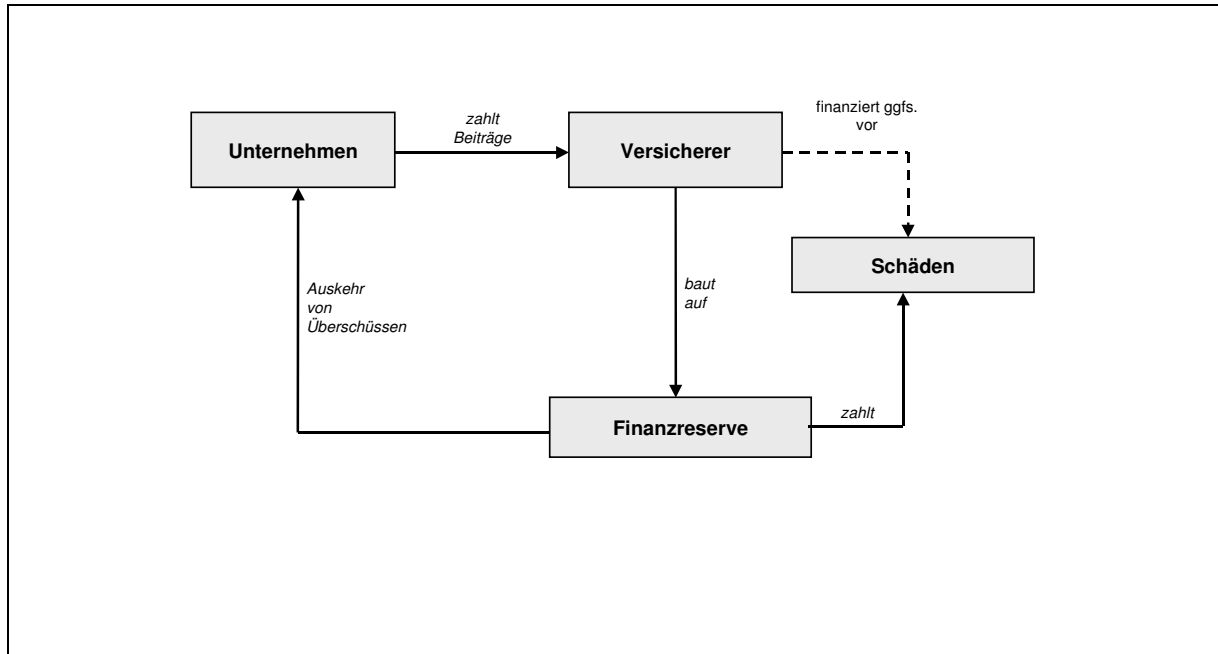 finanziert ggfs.
vor
zahlt
Beiträge
Unternehmen
Versicherer
Schäden
Auskehr
von
Überschüssen
baut
auf
Finanzreserve
zahlt